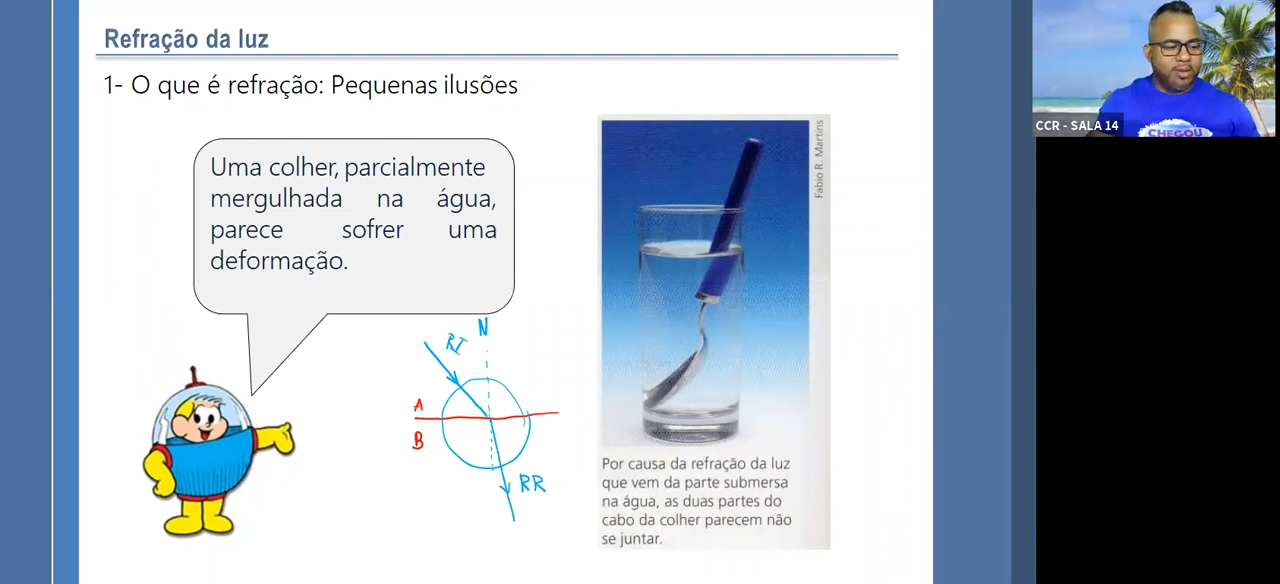 Refração da luz
1- O que é refração: Pequenas ilusões
Uma colher, parcialmente
mergulhada na água,
parece sofrer uma
deformação.
N
RI
A
B
RR
Fabio R. Martins
Por causa da refração da luz
que vem da parte submersa
na água, as duas partes do
cabo da colher parecem não
se juntar.
CCR - SALA 14
CHEGOU